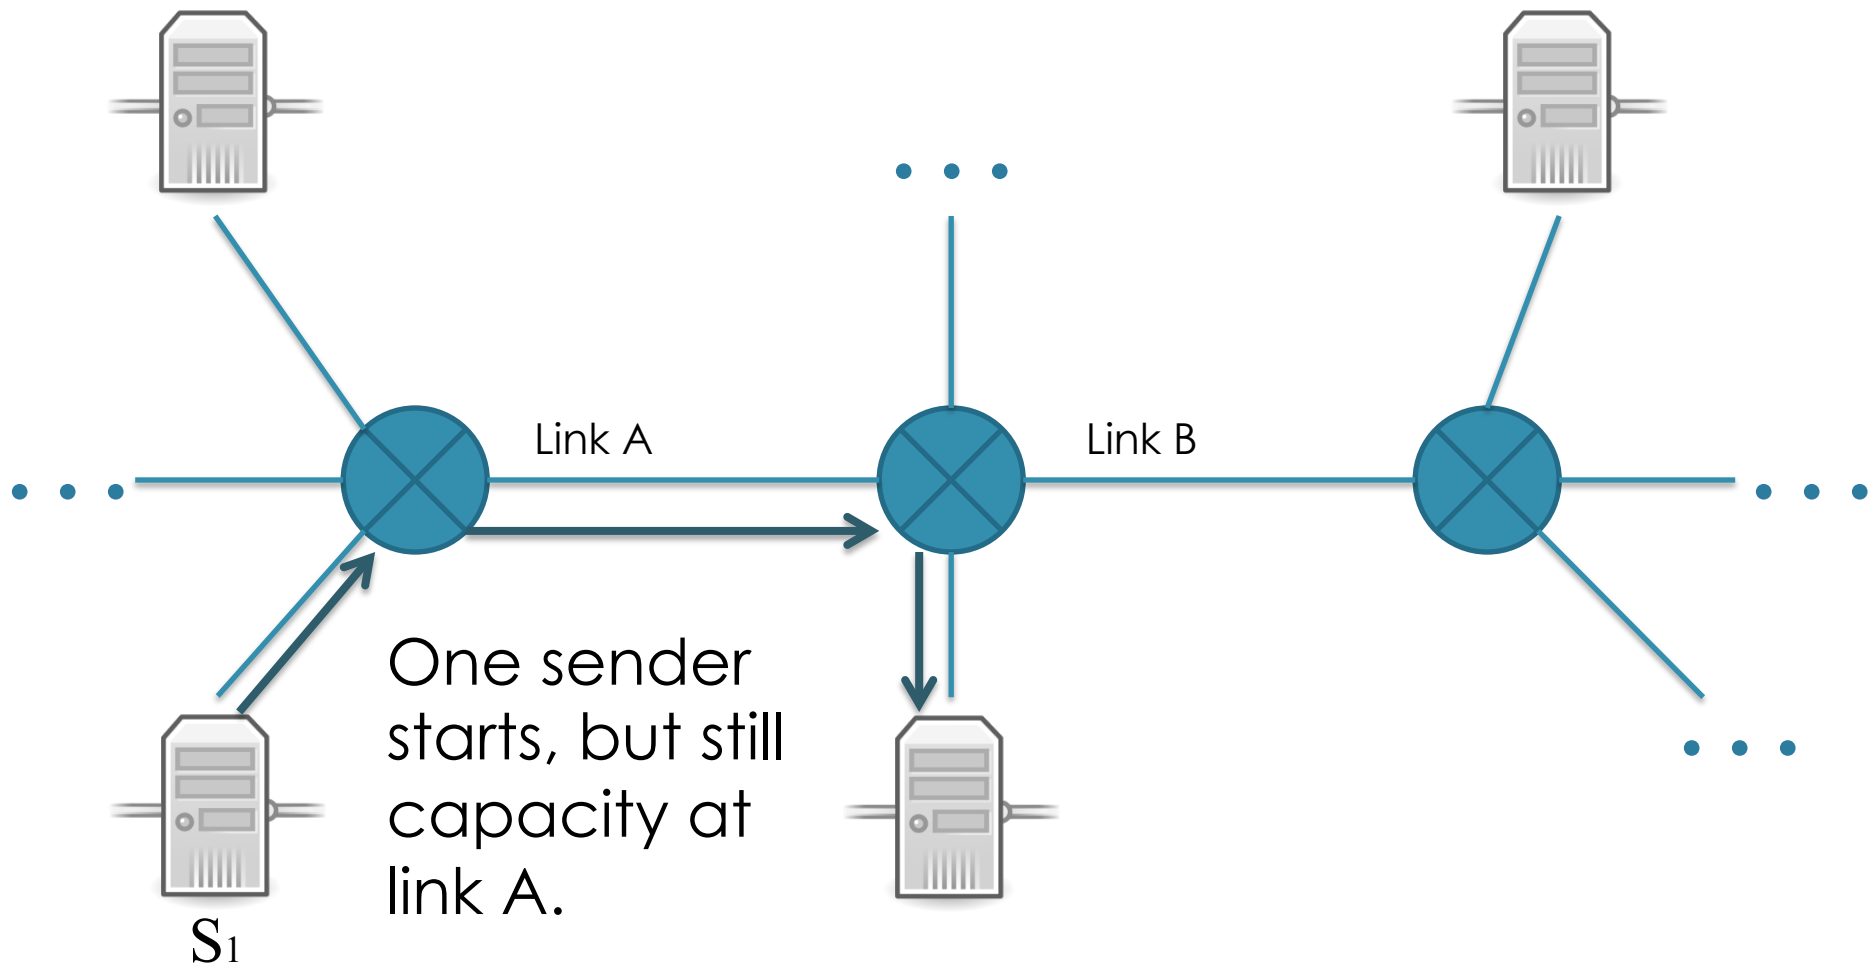 Link A
Link B
One sender
starts, but still
capacity at
link A.
S1